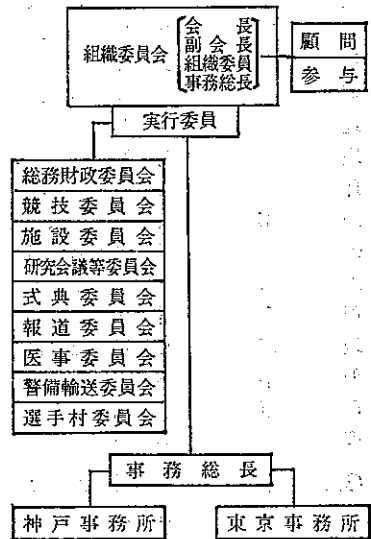 組織委員会
会長
副会長
組織委員
事務総長
顧問
参与
実行委員
総務財政委員会
競技委員会
施設委員会
研究会議等委員会
式典委員会
報道委員会
医事委員会
警備輸送委員会
選手村委員会
事務総長
神戸事務所
東京事務所